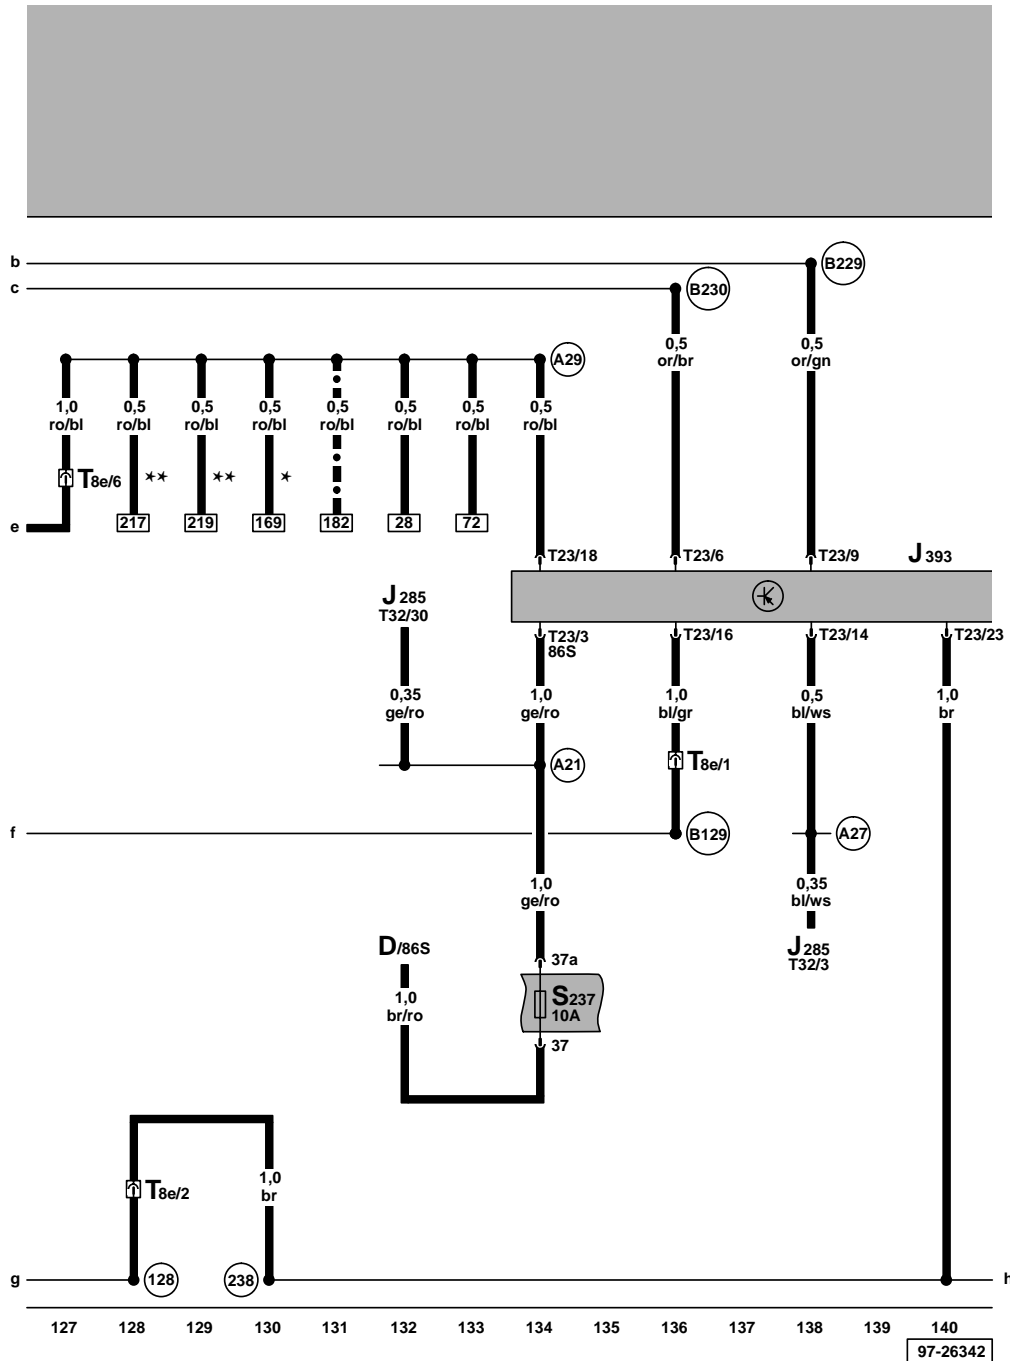 b
B229
c
B230
0,5
or/br
0,5
or/gn
A29
1,0
ro/bl
0,5
ro/bl
0,5
ro/bl
0,5
ro/bl
0,5
ro/bl
0,5
ro/bl
0,5
ro/bl
0,5
ro/bl
T8e/6
**
**
*
e
217
219
169
182
28
72
T23/18
T23/6
T23/9
J 393
J 285
T32/30
T23/3
86S
T23/16
T23/14
T23/23
0,35
ge/ro
1,0
ge/ro
1,0
bl/gr
0,5
bl/ws
1,0
br
A21
T8e/1
f
B129
A27
1,0
ge/ro
0,35
bl/ws
D/86S
37a
J285
T32/3
1,0
br/ro
S237
10A
37
T8e/2
1,0
br
g
128
238
h
127 128 129 130 131 132 133 134 135 136 137 138 139 140
97-26342